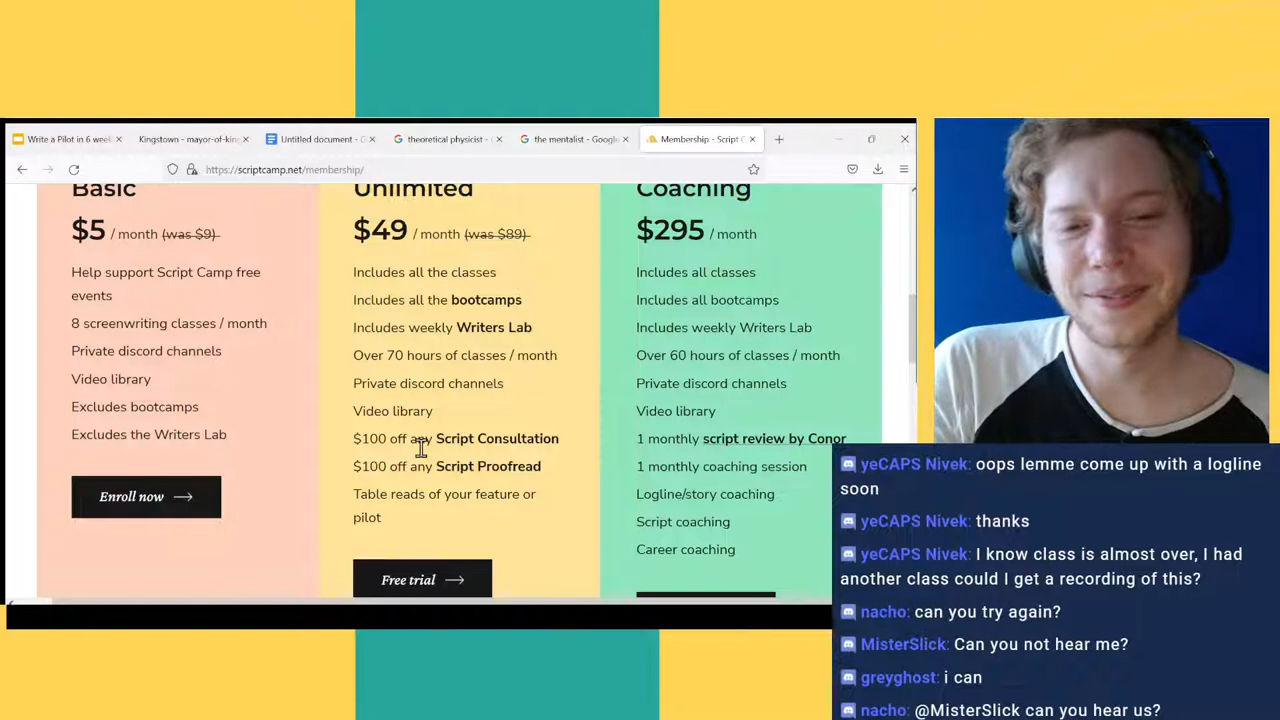 Write a Pilot in 6 week
Kingstown - mayor-of-kin
Untitled document - G
theoretical physicist -
the mentalist - Google
Membership - Script C
https://scriptcamp.net/membership/
Basic
$5 / month (was $9)
Help support Script Camp free
events
8 screenwriting classes / month
Private discord channels
Video library
Excludes bootcamps
Excludes the Writers Lab
Enroll now
Unlimited
$49 / month (was $89)
Includes all the classes
Includes all the bootcamps
Includes weekly Writers Lab
Over 70 hours of classes / month
Private discord channels
Video library
$100 off any Script Consultation
$100 off any Script Proofread
Table reads of your feature or
pilot
Free trial
Coaching
$295 / month
Includes all classes
Includes all bootcamps
Includes weekly Writers Lab
Over 60 hours of classes / month
Private discord channels
Video library
1 monthly script review by Conor
1 monthly coaching session
Logline/story coaching
Script coaching
Career coaching
yeCAPS Nivek: oops lemme come up with a logline
soon
yeCAPS Nivek: thanks
yeCAPS Nivek: I know class is almost over, I had
another class could I get a recording of this?
nacho: can you try again?
MisterSlick: Can you not hear me?
greyghost: i can
nacho: @MisterSlick can you hear us?